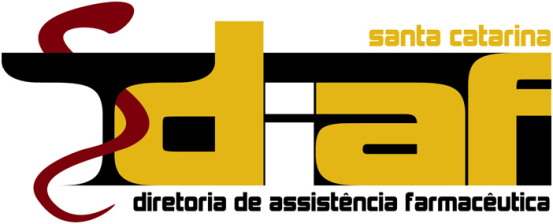 santa catarina
diaf
diretoria de assistência farmacêutica